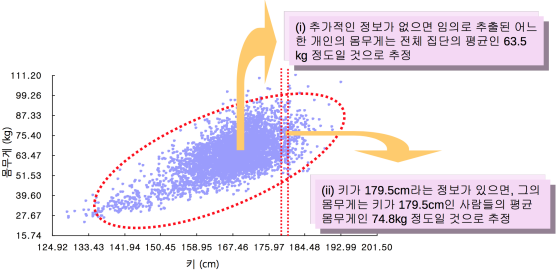 (i) 추가적인 정보가 없으면 임의로 추출된 어느
한 개인의 몸무게는 전체 집단의 평균인 63.5
kg 정도일 것으로 추정
111.20
99.26
87.33
75.40
63.47
51.53
39.60
27.67
15.74
몸무게 (kg)
(ii) 키가 179.5cm라는 정보가 있으면, 그의
몸무게는 키가 179.5cm인 사람들의 평균
몸무게인 74.8kg 정도일 것으로 추정
124.92 133.43 141.94 150.45 158.95 167.46 175.97 184.48 192.99 201.50
키 (cm)